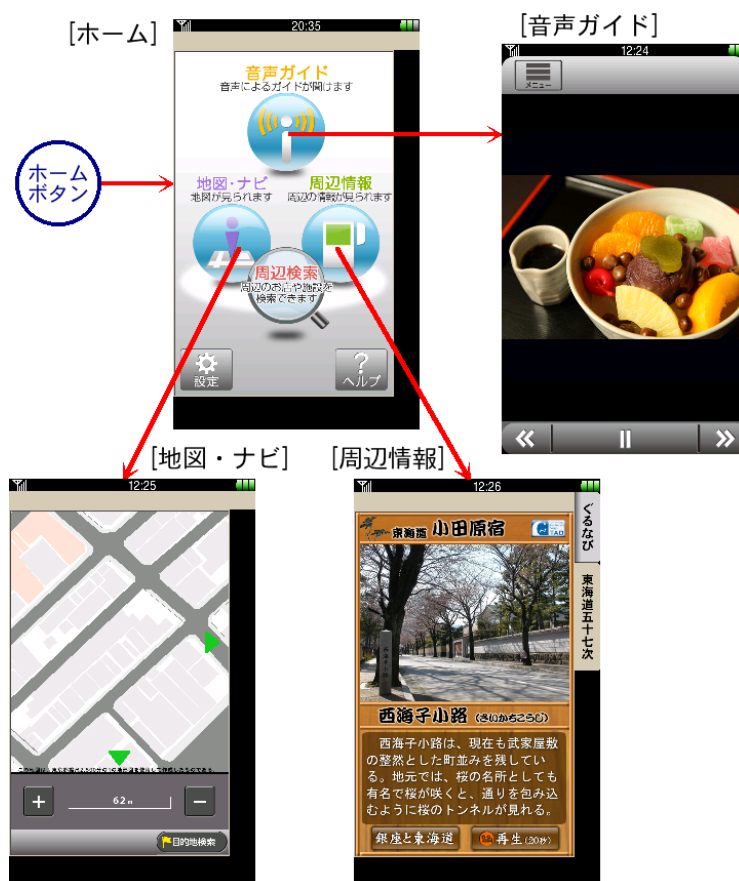 [ホーム]
20:35
音声ガイド
音声によるガイドが聞けます
地図・ナビ
地図が見られます
周辺情報
周辺の情報が見られます
周辺検索
周辺のお店や施設を
検索できます
設定
?
ヘルプ
ホーム
ボタン
[音声ガイド]
12:24
メニュー
[地図・ナビ]
12:25
+
62m
−
目的地検索
[周辺情報]
12:26
東海道 小田原宿
TAO
西海子小路
西海子小路 (さいかちこうじ)
西海子小路は、現在も武家屋敷
の整然とした町並みを残してい
る。地元では、桜の名所としても
有名で桜が咲くと、通りを包み込
むように桜のトンネルが見れる。
銀座と東海道
再生(20秒)
ぐるなび
東海道五十七次